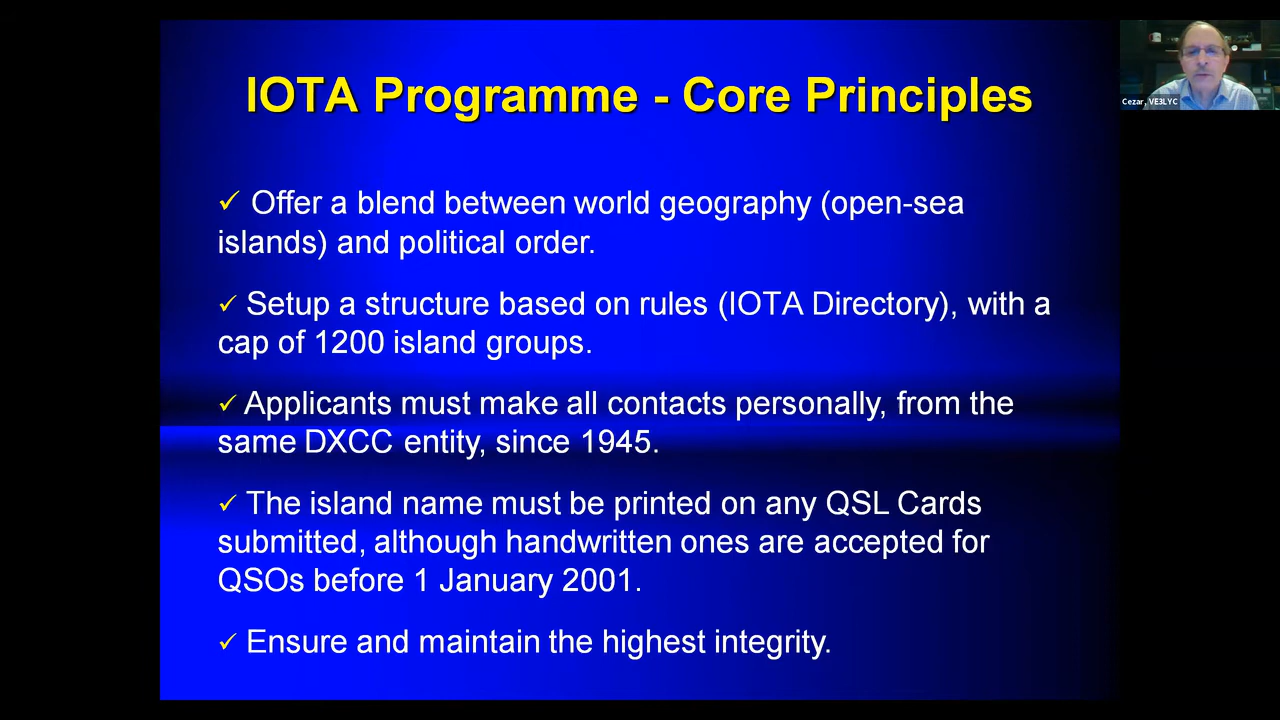 IOTA Programme - Core Principles
Cezar, VE3LYC
✓ Offer a blend between world geography (open-sea
islands) and political order.
✓ Setup a structure based on rules (IOTA Directory), with a
cap of 1200 island groups.
✓ Applicants must make all contacts personally, from the
same DXCC entity, since 1945.
✓ The island name must be printed on any QSL Cards
submitted, although handwritten ones are accepted for
QSOs before 1 January 2001.
✓ Ensure and maintain the highest integrity.